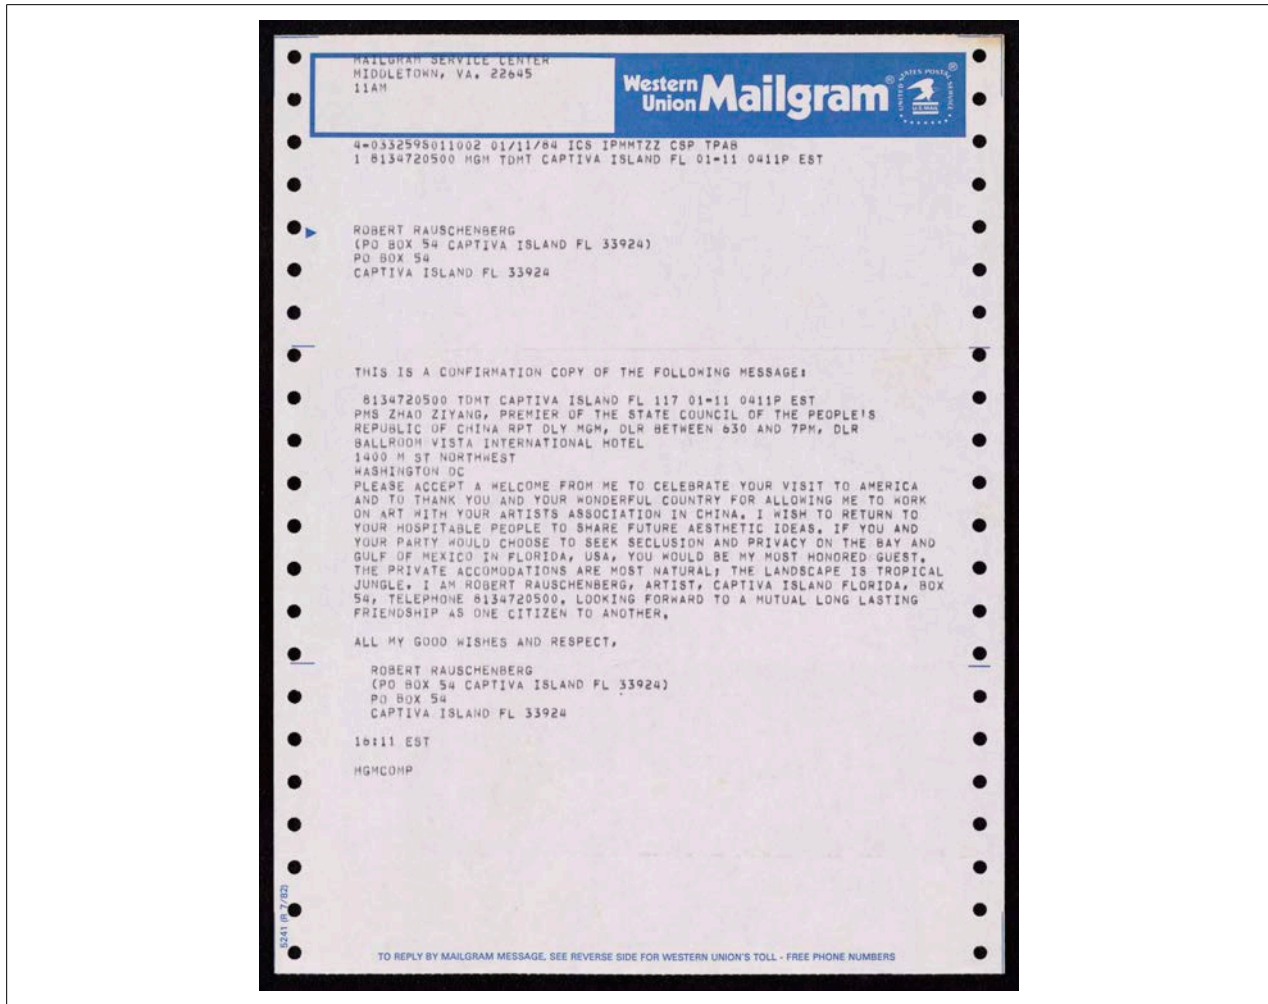 MAILGRAM SERVICE CENTER
MIDDLETOWN, VA. 22645
11AM
Western Union Mailgram®
UNITED STATES POSTAL SERVICE
U.S.MAIL
®
4-033259S011002 01/11/84 ICS IPMMTZZ CSP TPAB
1 8134720500 MGM TDMT CAPTIVA ISLAND FL 01-11 0411P EST
ROBERT RAUSCHENBERG
(PO BOX 54 CAPTIVA ISLAND FL 33924)
PO BOX 54
CAPTIVA ISLAND FL 33924
THIS IS A CONFIRMATION COPY OF THE FOLLOWING MESSAGE:
8134720500 TDMT CAPTIVA ISLAND FL 117 01-11 0411P EST
PMS ZHAO ZIYANG, PREMIER OF THE STATE COUNCIL OF THE PEOPLE'S
REPUBLIC OF CHINA RPT DLY MGM, DLR BETWEEN 630 AND 7PM, DLR
BALLROOM VISTA INTERNATIONAL HOTEL
1400 M ST NORTHWEST
WASHINGTON DC
PLEASE ACCEPT A WELCOME FROM ME TO CELEBRATE YOUR VISIT TO AMERICA
AND TO THANK YOU AND YOUR WONDERFUL COUNTRY FOR ALLOWING ME TO WORK
ON ART WITH YOUR ARTISTS ASSOCIATION IN CHINA. I WISH TO RETURN TO
YOUR HOSPITABLE PEOPLE TO SHARE FUTURE AESTHETIC IDEAS. IF YOU AND
YOUR PARTY WOULD CHOOSE TO SEEK SECLUSION AND PRIVACY ON THE BAY AND
GULF OF MEXICO IN FLORIDA, USA, YOU WOULD BE MY MOST HONORED GUEST.
THE PRIVATE ACCOMODATIONS ARE MOST NATURAL; THE LANDSCAPE IS TROPICAL
JUNGLE. I AM ROBERT RAUSCHENBERG, ARTIST, CAPTIVA ISLAND FLORIDA, BOX
54, TELEPHONE 8134720500. LOOKING FORWARD TO A MUTUAL LONG LASTING
FRIENDSHIP AS ONE CITIZEN TO ANOTHER.
ALL MY GOOD WISHES AND RESPECT,
ROBERT RAUSCHENBERG
(PO BOX 54 CAPTIVA ISLAND FL 33924)
PO BOX 54
CAPTIVA ISLAND FL 33924
16:11 EST
MGMCOMP
5241 (R 7/82)
TO REPLY BY MAILGRAM MESSAGE, SEE REVERSE SIDE FOR WESTERN UNION'S TOLL - FREE PHONE NUMBERS